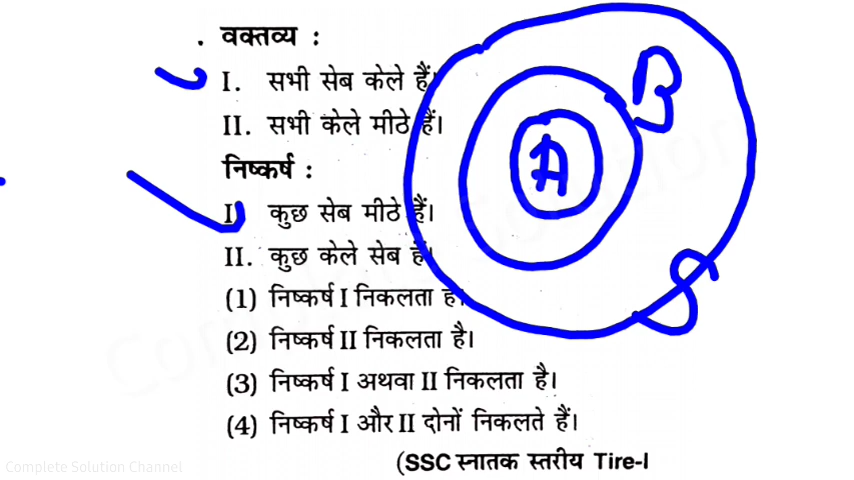 . वक्तव्य :
I. सभी सेब केले हैं।
II. सभी केले मीठे हैं।
निष्कर्ष :
I. कुछ सेब मीठे हैं।
II. कुछ केले सेब हैं।
(1) निष्कर्ष I निकलता है।
(2) निष्कर्ष II निकलता है।
(3) निष्कर्ष I अथवा II निकलता है।
(4) निष्कर्ष I और II दोनों निकलते हैं।
(SSC स्नातक स्तरीय Tire-I
A
B
S
Complete Solution Channel